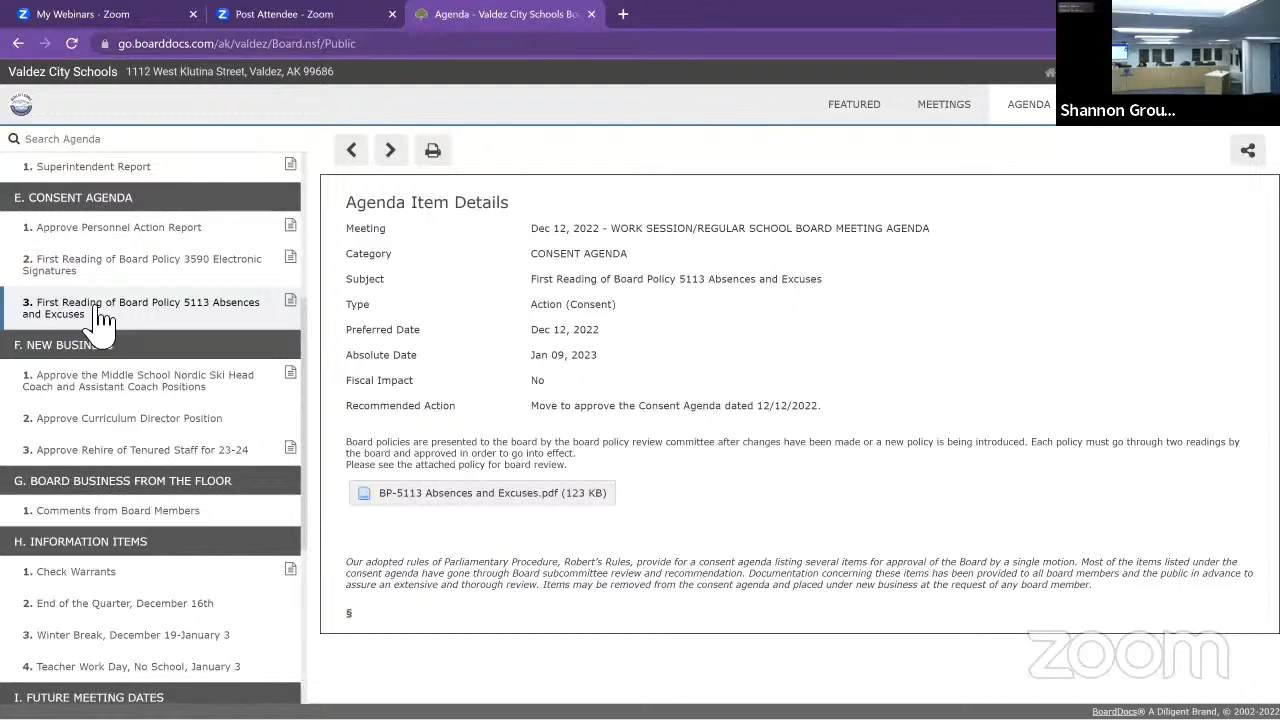 My Webinars - Zoom
Post Attendee - Zoom
Agenda - Valdez City Schools Bo
go.boarddocs.com/ak/valdez/Board.nsf/Public
Valdez City Schools 1112 West Klutina Street, Valdez, AK 99686
Shannon Grou...
FEATURED MEETINGS AGENDA
Search Agenda
1. Superintendent Report
E. CONSENT AGENDA
1. Approve Personnel Action Report
2. First Reading of Board Policy 3590 Electronic
Signatures
3. First Reading of Board Policy 5113 Absences
and Excuses
F. NEW BUSIN
1. Approve the Middle School Nordic Ski Head
Coach and Assistant Coach Positions
2. Approve Curriculum Director Position
3. Approve Rehire of Tenured Staff for 23-24
G. BOARD BUSINESS FROM THE FLOOR
1. Comments from Board Members
H. INFORMATION ITEMS
1. Check Warrants
2. End of the Quarter, December 16th
3. Winter Break, December 19-January 3
4. Teacher Work Day, No School, January 3
I. FUTURE MEETING DATES
Agenda Item Details
Meeting Dec 12, 2022 - WORK SESSION/REGULAR SCHOOL BOARD MEETING AGENDA
Category CONSENT AGENDA
Subject First Reading of Board Policy 5113 Absences and Excuses
Type Action (Consent)
Preferred Date Dec 12, 2022
Absolute Date Jan 09, 2023
Fiscal Impact No
Recommended Action Move to approve the Consent Agenda dated 12/12/2022.
Board policies are presented to the board by the board policy review committee after changes have been made or a new policy is being introduced. Each policy must go through two readings by
the board and approved in order to go into effect.
Please see the attached policy for board review.
BP-5113 Absences and Excuses.pdf (123 KB)
Our adopted rules of Parliamentary Procedure, Robert's Rules, provide for a consent agenda listing several items for approval of the Board by a single motion. Most of the items listed under the
consent agenda have gone through Board subcommittee review and recommendation. Documentation concerning these items has been provided to all board members and the public in advance to
assure an extensive and thorough review. Items may be removed from the consent agenda and placed under new business at the request of any board member.
§
zoom
BoardDocs® A Diligent Brand, © 2002-2022